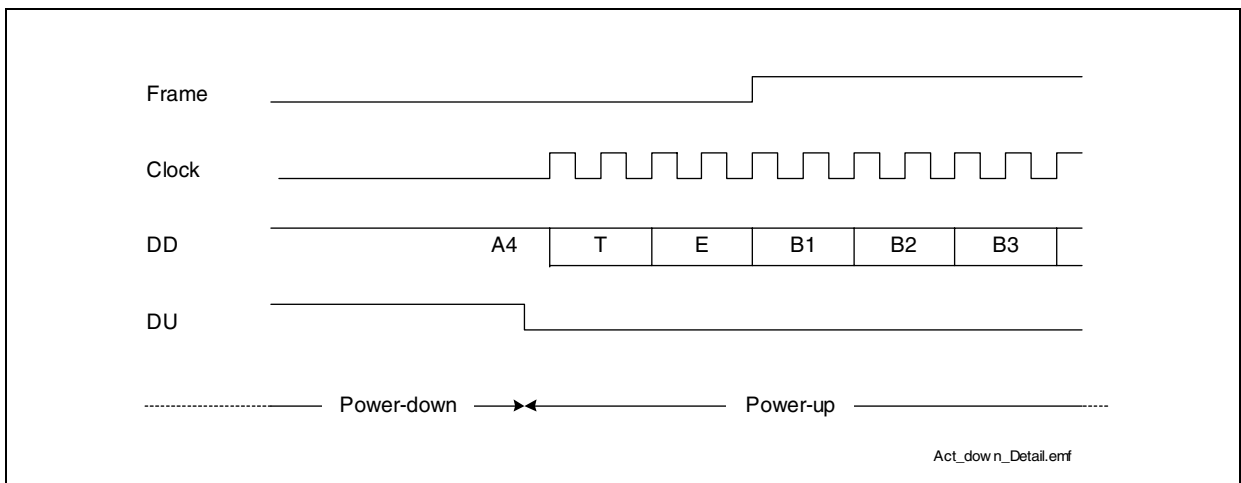 Frame
Clock
DD A4 T E B1 B2 B3
DU
Power-down Power-up
Act_down_Detail.emf